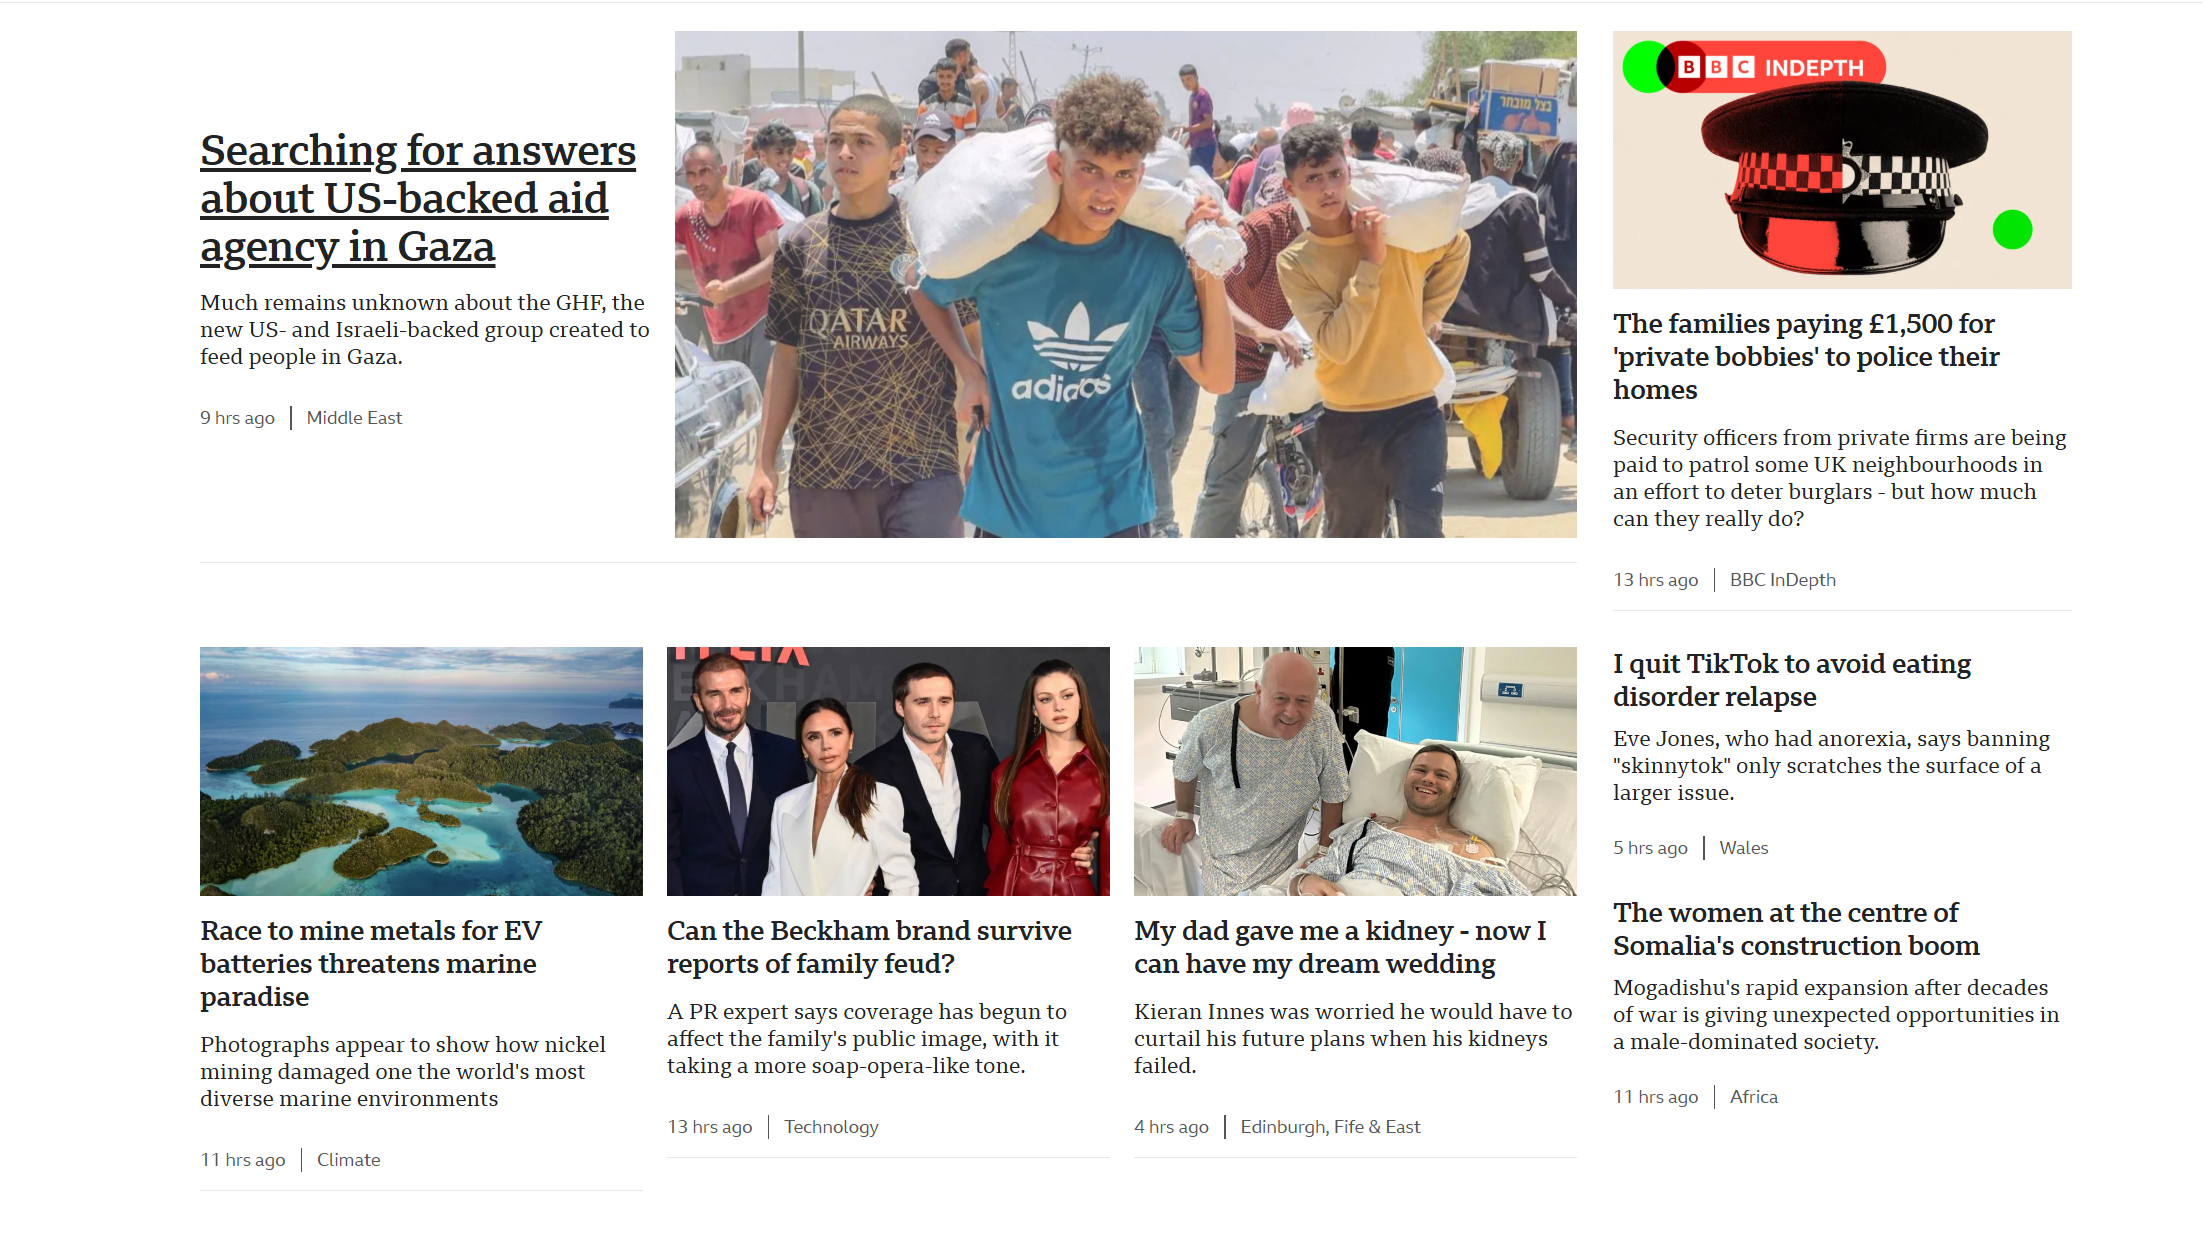 Searching for answers
about US-backed aid
agency in Gaza
Much remains unknown about the GHF, the
new US- and Israeli-backed group created to
feed people in Gaza.
9 hrs ago | Middle East
בצל מובחר
QATAR
AIRWAYS
adidas
BBC INDEPTH
The families paying £1,500 for
'private bobbies' to police their
homes
Security officers from private firms are being
paid to patrol some UK neighbourhoods in
an effort to deter burglars - but how much
can they really do?
13 hrs ago | BBC InDepth
Race to mine metals for EV
batteries threatens marine
paradise
Photographs appear to show how nickel
mining damaged one the world's most
diverse marine environments
11 hrs ago | Climate
BECKHAM
Can the Beckham brand survive
reports of family feud?
A PR expert says coverage has begun to
affect the family's public image, with it
taking a more soap-opera-like tone.
13 hrs ago | Technology
My dad gave me a kidney - now I
can have my dream wedding
Kieran Innes was worried he would have to
curtail his future plans when his kidneys
failed.
4 hrs ago | Edinburgh, Fife & East
I quit TikTok to avoid eating
disorder relapse
Eve Jones, who had anorexia, says banning
"skinnytok" only scratches the surface of a
larger issue.
5 hrs ago | Wales
The women at the centre of
Somalia's construction boom
Mogadishu's rapid expansion after decades
of war is giving unexpected opportunities in
a male-dominated society.
11 hrs ago | Africa